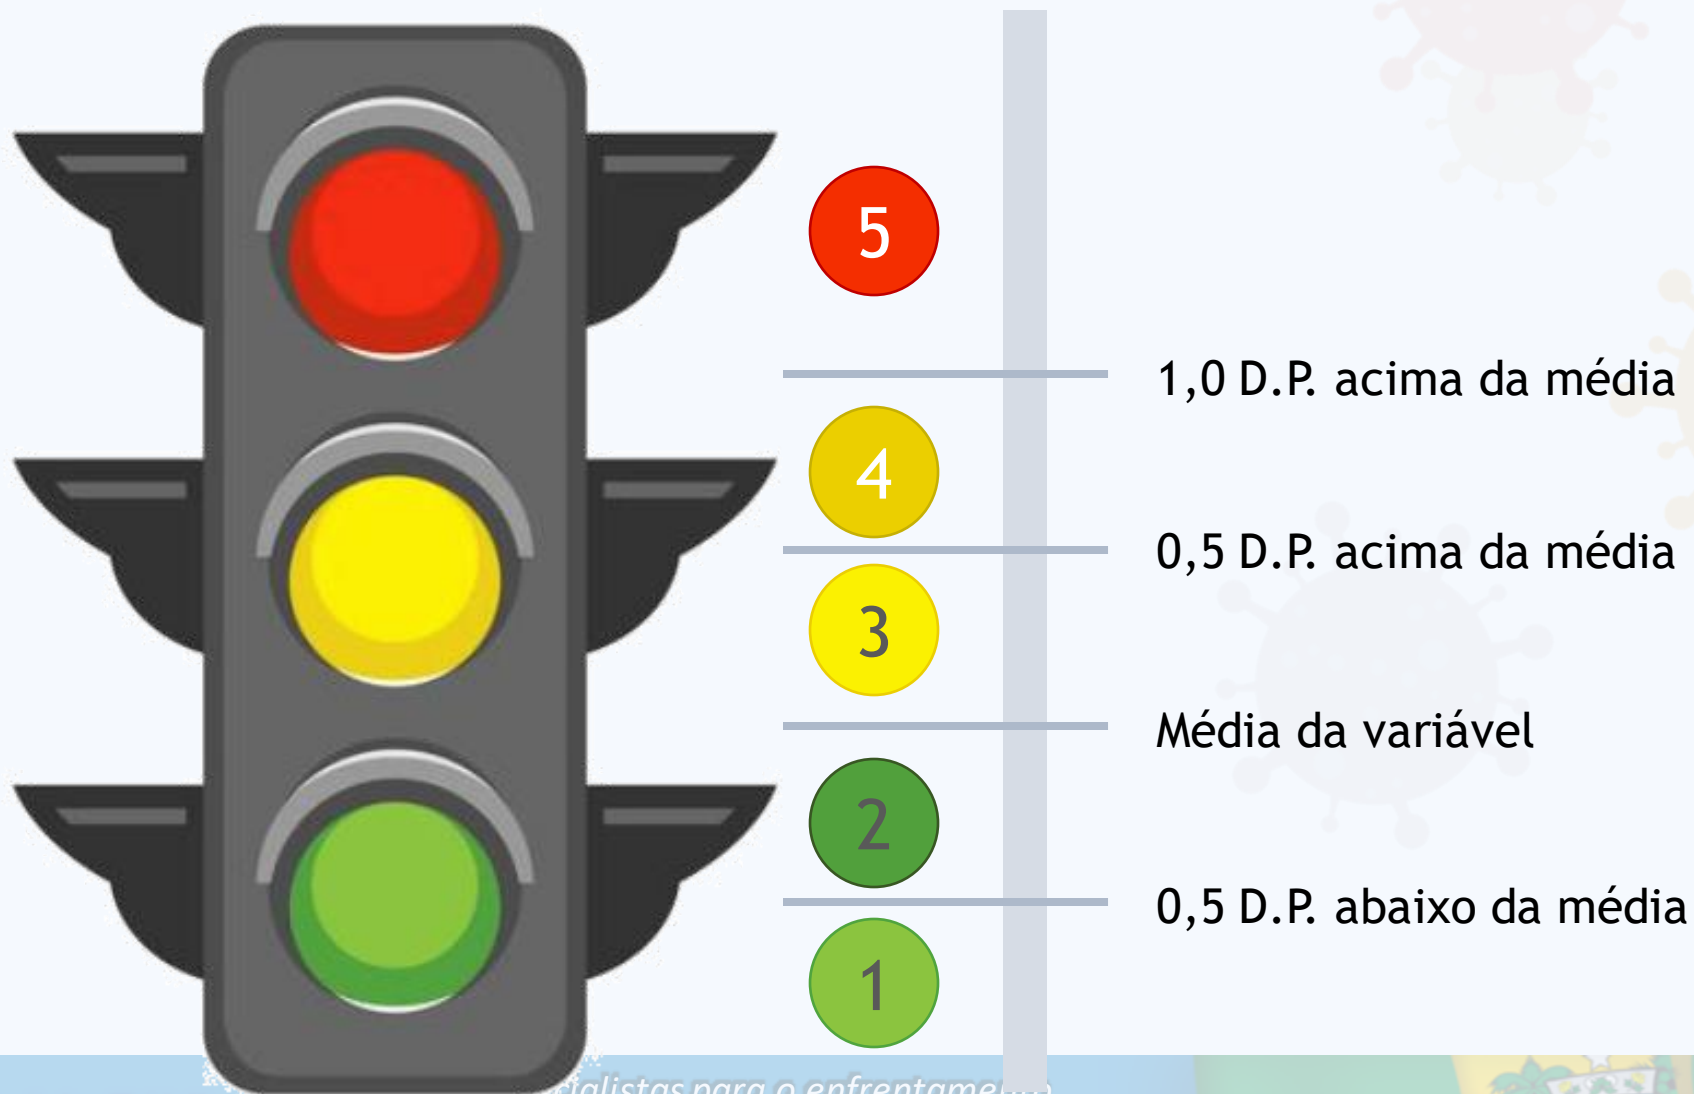 5
1,0 D.P. acima da média
4
0,5 D.P. acima da média
3
Média da variável
2
0,5 D.P. abaixo da média
1
para o